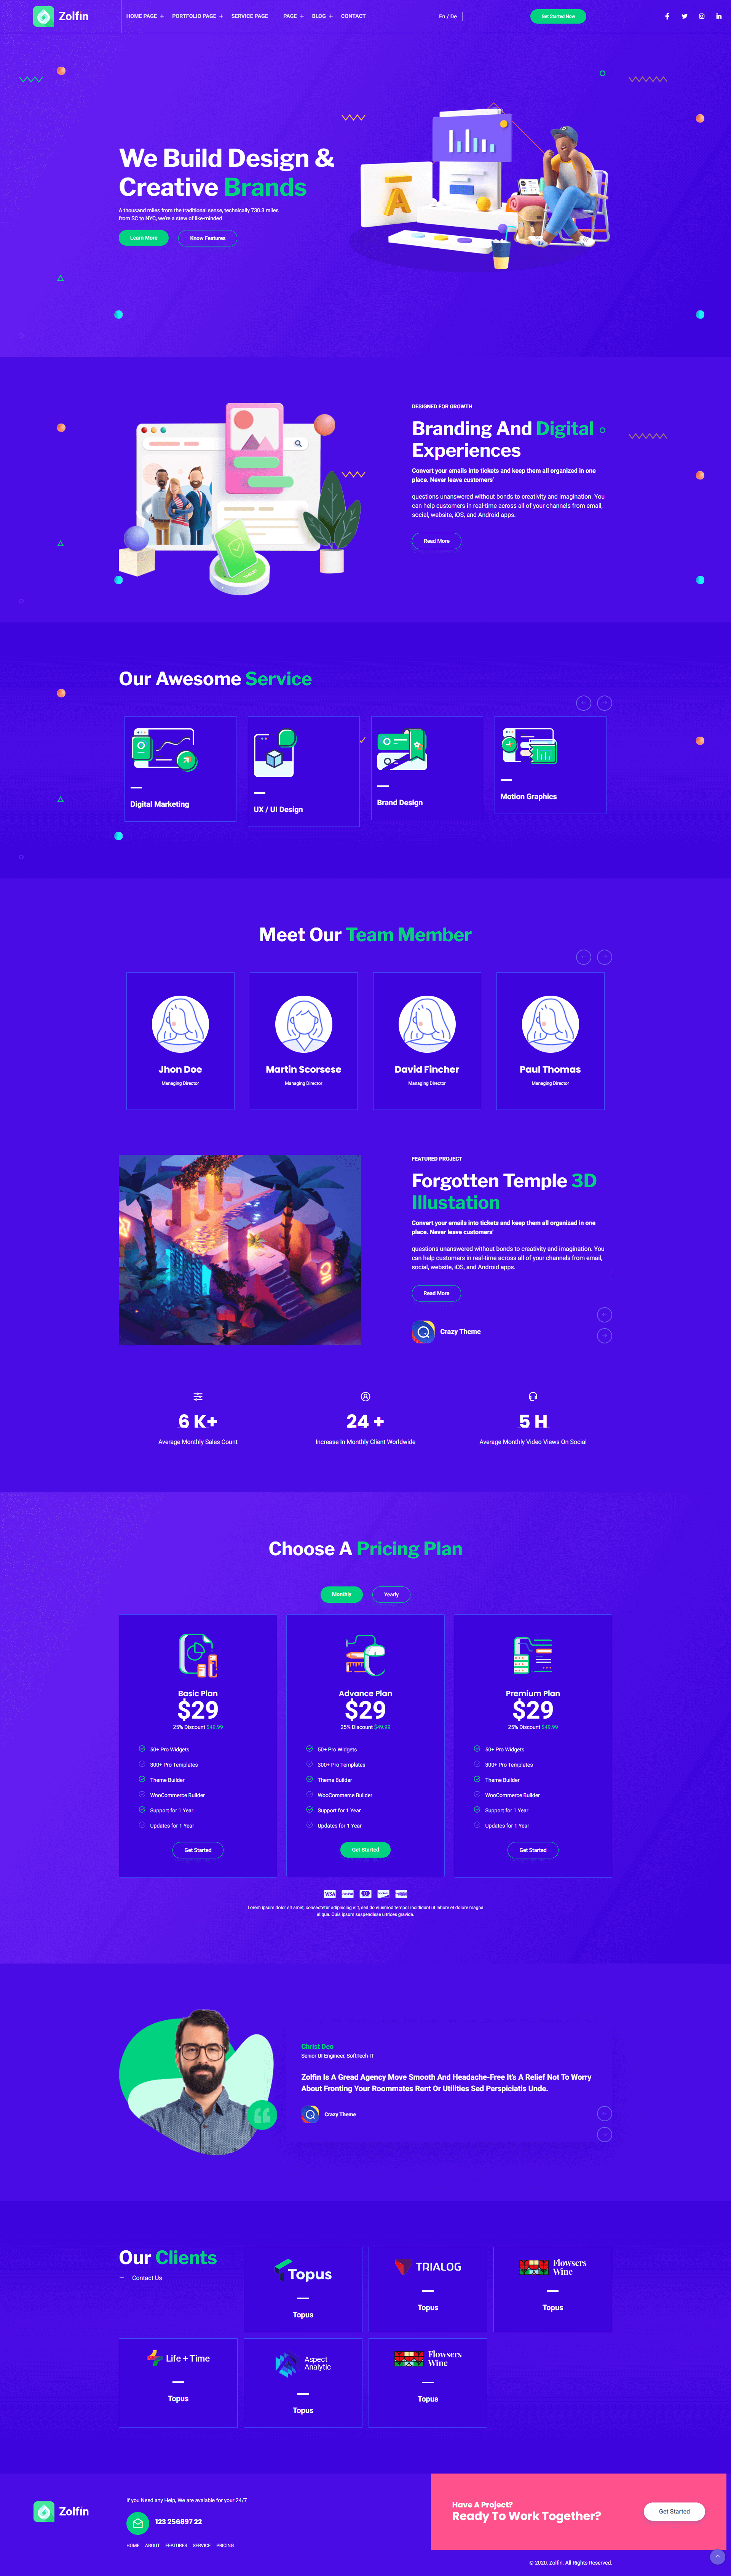 Zolfin
HOME PAGE + PORTFOLIO PAGE + SERVICE PAGE PAGE + BLOG + CONTACT
En / De
Get Started Now
We Build Design &
Creative Brands
A thousand miles from the traditional sense, technically 730.3 miles
from SC to NYC, we're a stew of like-minded
Learn More
Know Features
A
DESIGNED FOR GROWTH
Branding And Digital
Experiences
Convert your emails into tickets and keep them all organized in one
place. Never leave customers'
questions unanswered without bonds to creativity and imagination. You
can help customers in real-time across all of your channels from email,
social, website, iOS, and Android apps.
Read More
Our Awesome Service
Digital Marketing
UX / UI Design
Brand Design
Motion Graphics
Meet Our Team Member
Jhon Doe
Managing Director
Martin Scorsese
Managing Director
David Fincher
Managing Director
Paul Thomas
Managing Director
FEATURED PROJECT
Forgotten Temple 3D
Illustation
Convert your emails into tickets and keep them all organized in one
place. Never leave customers'
questions unanswered without bonds to creativity and imagination. You
can help customers in real-time across all of your channels from email,
social, website, iOS, and Android apps.
Read More
Crazy Theme
6 K+
Average Monthly Sales Count
24 +
Increase In Monthly Client Worldwide
5 H
Average Monthly Video Views On Social
Choose A Pricing Plan
Monthly
Yearly
Basic Plan
$29
25% Discount $49.99
50+ Pro Widgets
300+ Pro Templates
Theme Builder
WooCommerce Builder
Support for 1 Year
Updates for 1 Year
Get Started
Advance Plan
$29
25% Discount $49.99
50+ Pro Widgets
300+ Pro Templates
Theme Builder
WooCommerce Builder
Support for 1 Year
Updates for 1 Year
Get Started
Premium Plan
$29
25% Discount $49.99
50+ Pro Widgets
300+ Pro Templates
Theme Builder
WooCommerce Builder
Support for 1 Year
Updates for 1 Year
Get Started
VISA PayPal
Lorem ipsum dolor sit amet, consectetur adipiscing elit, sed do eiusmod tempor incididunt ut labore et dolore magna
aliqua. Quis ipsum suspendisse ultrices gravida.
Christ Deo
Senior UI Engineer, SoftTech-IT
Zolfin Is A Gread Agency Move Smooth And Headache-Free It's A Relief Not To Worry
About Fronting Your Roommates Rent Or Utilities Sed Perspiciatis Unde.
Crazy Theme
Our Clients
Contact Us
Topus
Topus
TRIALOG
Topus
Flowsers
Wine
Topus
Life + Time
Topus
Aspect
Analytic
Topus
Flowsers
Wine
Topus
Zolfin
If you Need any Help, We are avaiable for your 24/7
123 256897 22
HOME ABOUT FEATURES SERVICE PRICING
Have A Project?
Ready To Work Together?
Get Started
© 2020, Zolfin. All Rights Reserved.